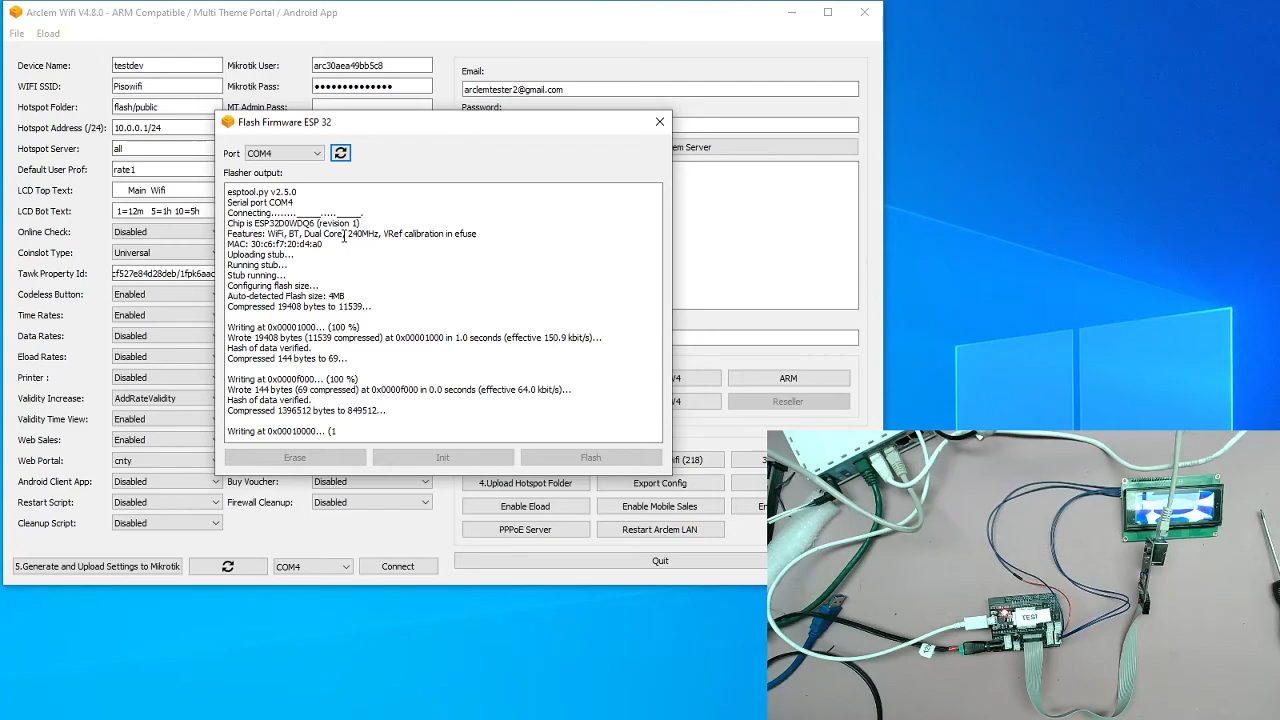 Arclem Wifi V4.8.0 - ARM Compatible / Multi Theme Portal / Android App
File Eload
Device Name: testdev Mikrotik User: arc30aea49bb5c8
WIFI SSID: Pisowifi Mikrotik Pass: ••••••••••••••
Hotspot Folder: flash/public MT Admin Pass:
Hotspot Address (/24) 10.0.0.1/24
Hotspot Server: all
Default User Prof: rate1
LCD Top Text: Main Wifi
LCD Bot Text: 1=12m 5=1h 10=5h
Online Check: Disabled
Coinslot Type: Universal
Tawk Property Id: cf527e84d28deb/1fpk6aac
Codeless Button: Enabled
Time Rates: Enabled
Data Rates: Disabled
Eload Rates: Disabled
Printer : Disabled
Validity Increase: AddRateValidity
Validity Time View: Enabled
Web Sales: Enabled
Web Portal: cnty
Android Client App: Disabled Buy Voucher: Disabled
Restart Script: Disabled Firewall Cleanup: Disabled
Cleanup Script: Disabled
5.Generate and Upload Settings to Mikrotik COM4 Connect
Email:
arclemtester2@gmail.com
Password:
em Server
ARM
Reseller
4.Upload Hotspot Folder Export Config
Enable Eload Enable Mobile Sales
PPPoE Server Restart Arclem LAN
Quit
Flash Firmware ESP 32
Port COM4
Flasher output:
esptool.py v2.5.0
Serial port COM4
Connecting........_____....._____.
Chip is ESP32D0WDQ6 (revision 1)
Features: WiFi, BT, Dual Core, 240MHz, VRef calibration in efuse
MAC: 30:c6:f7:20:d4:a0
Uploading stub...
Running stub...
Stub running...
Configuring flash size...
Auto-detected Flash size: 4MB
Compressed 19408 bytes to 11539...
Writing at 0x00001000... (100 %)
Wrote 19408 bytes (11539 compressed) at 0x00001000 in 1.0 seconds (effective 150.9 kbit/s)...
Hash of data verified.
Compressed 144 bytes to 69...
Writing at 0x0000f000... (100 %)
Wrote 144 bytes (69 compressed) at 0x0000f000 in 0.0 seconds (effective 64.0 kbit/s)...
Hash of data verified.
Compressed 1396512 bytes to 849512...
Writing at 0x00010000... (1
Erase Init Flash
TEST